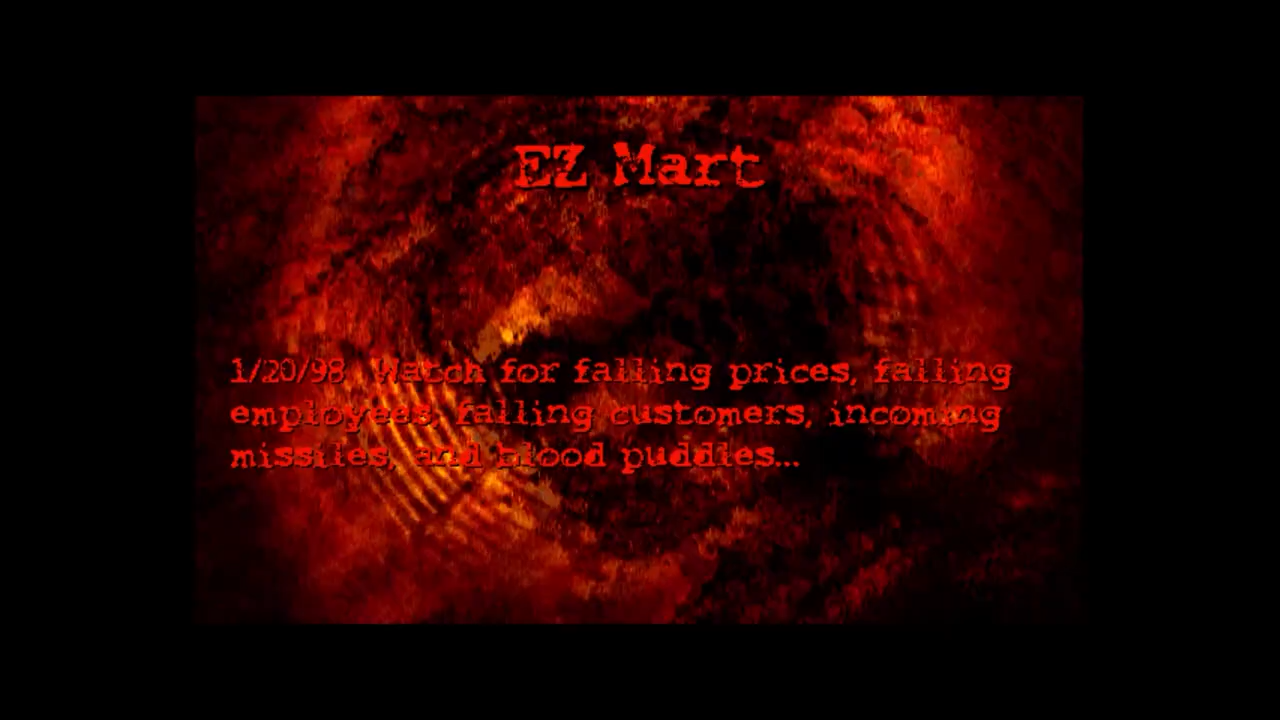 EZ Mart
1/20/98 Watch for falling prices, falling
employees, falling customers, incoming
missiles, and blood puddles...